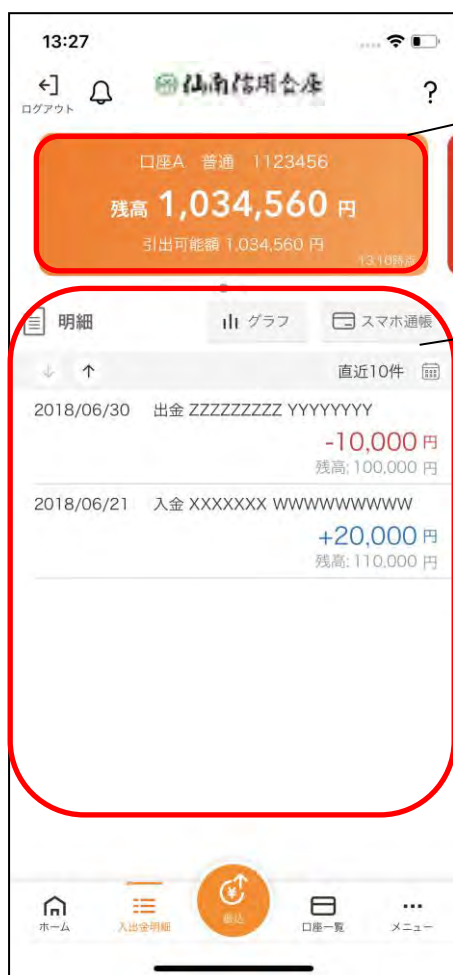 13:27
ログアウト
仙南信用金庫
?
口座A 普通 1123456
残高 1,034,560 円
引出可能額 1,034,560 円
13:10時点
明細
グラフ
スマホ通帳
↓ ↑ 直近10件
2018/06/30 出金 ZZZZZZZZZ YYYYYYYY
-10,000 円
残高: 100,000 円
2018/06/21 入金 XXXXXXX WWWWWWWWW
+20,000 円
残高: 110,000 円
ホーム
入出金明細
振込
口座一覧
メニュー